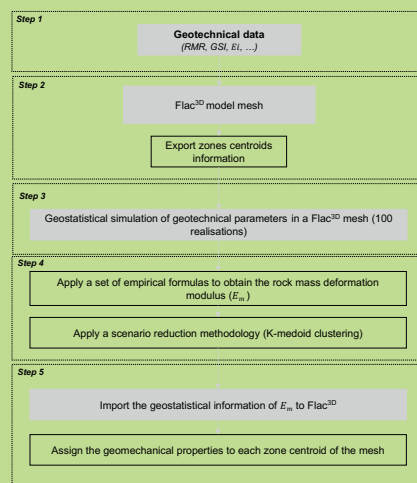 Step 1
Geotechnical data
(RMR, GSI, Ei, …)
Step 2
Flac3D model mesh
Export zones centroids
information
Step 3
Geostatistical simulation of geotechnical parameters in a Flac3D mesh (100
realisations)
Step 4
Apply a set of empirical formulas to obtain the rock mass deformation
modulus (Em)
Apply a scenario reduction methodology (K-medoid clustering)
Step 5
Import the geostatistical information of Em to Flac3D
Assign the geomechanical properties to each zone centroid of the mesh